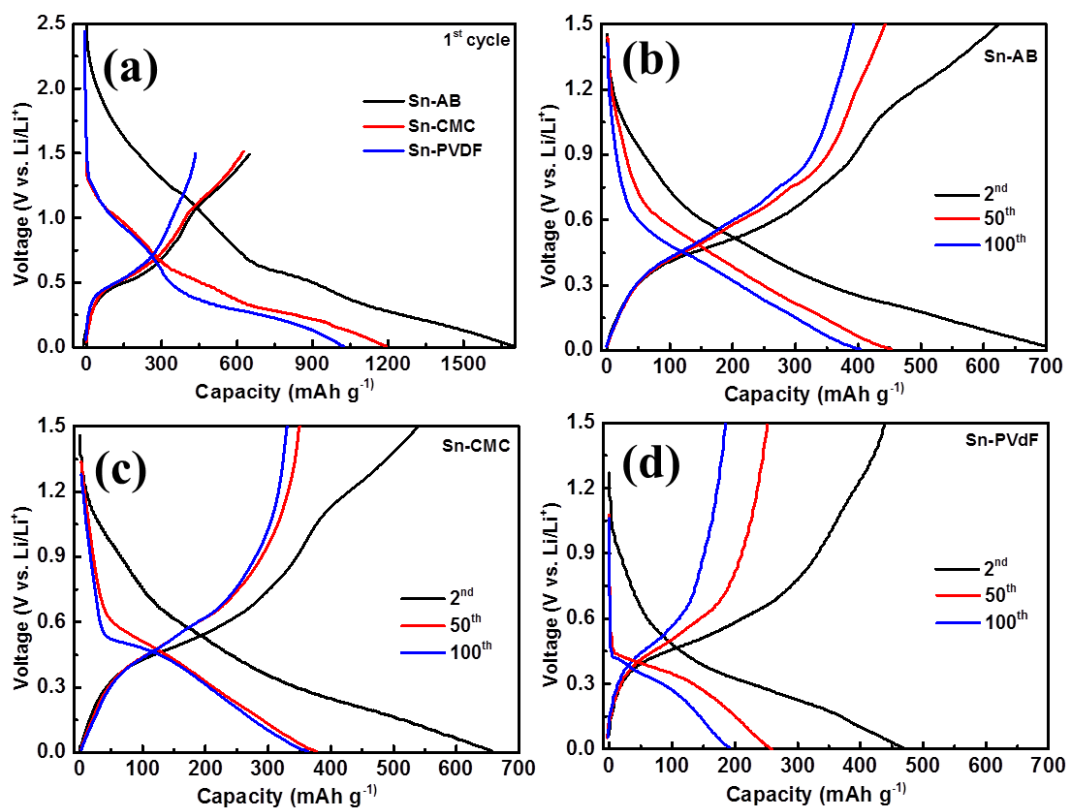 (a)
1st cycle
Sn-AB
Sn-CMC
Sn-PVDF
2.5
2.0
1.5
1.0
0.5
0.0
Voltage (V vs. Li/Li+)
0 300 600 900 1200 1500
Capacity (mAh g-1)
(b)
Sn-AB
2nd
50th
100th
1.5
1.2
0.9
0.6
0.3
0.0
Voltage (V vs. Li/Li+)
0 100 200 300 400 500 600 700
Capacity (mAh g-1)
(c)
Sn-CMC
2nd
50th
100th
1.5
1.2
0.9
0.6
0.3
0.0
Voltage (V vs. Li/Li+)
0 100 200 300 400 500 600 700
Capacity (mAh g-1)
(d)
Sn-PVdF
2nd
50th
100th
1.5
1.2
0.9
0.6
0.3
0.0
Voltage (V vs. Li/Li+)
0 100 200 300 400 500 600 700
Capacity (mAh g-1)